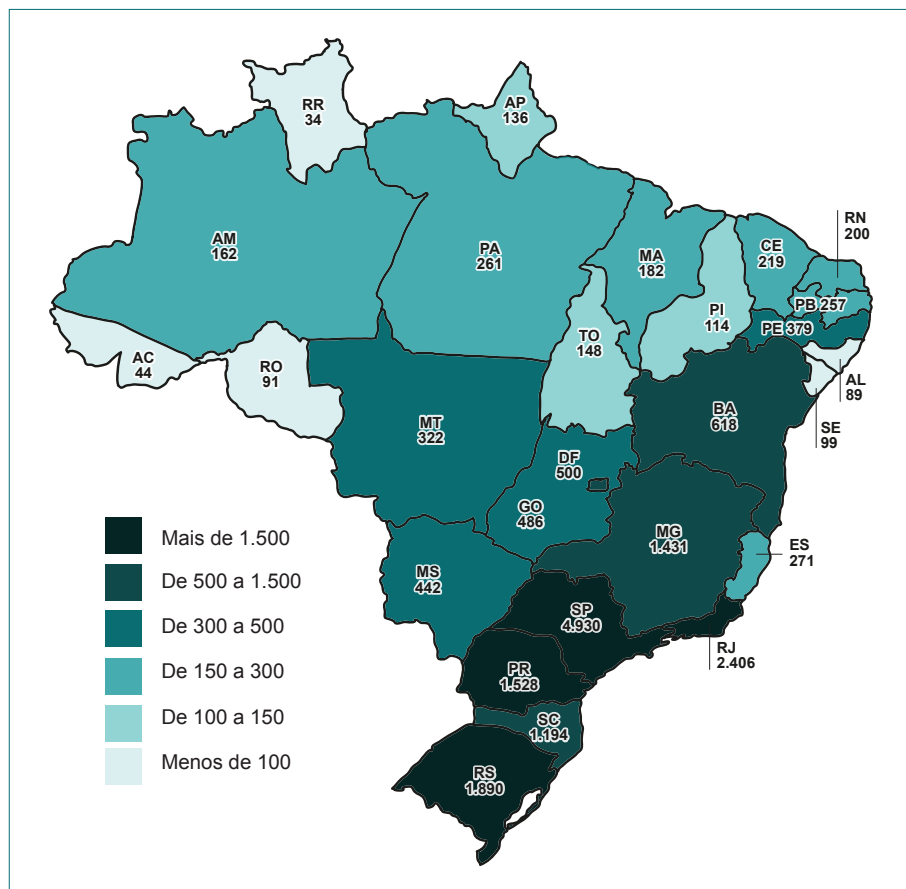 RR
34
AP
136
AM
162
PA
261
MA
182
CE
219
RN
200
PI
114
PB 257
PE 379
TO
148
AC
44
RO
91
AL
89
SE
99
BA
618
MT
322
DF
500
GO
486
MG
1.431
ES
271
MS
442
SP
4.930
RJ
2.406
PR
1.528
SC
1.194
RS
1.890
Mais de 1.500
De 500 a 1.500
De 300 a 500
De 150 a 300
De 100 a 150
Menos de 100